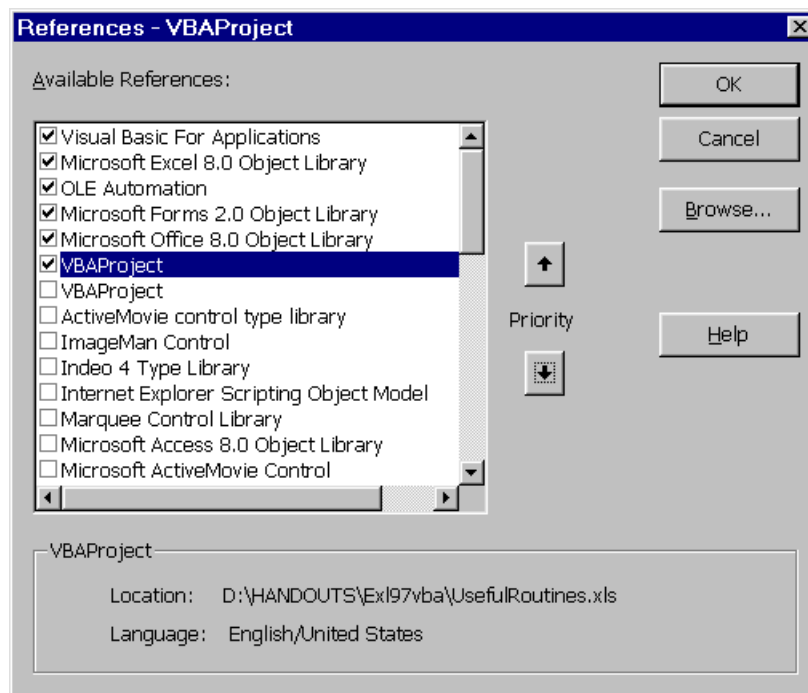 References - VBAProject
Available References:
Visual Basic For Applications
Microsoft Excel 8.0 Object Library
OLE Automation
Microsoft Forms 2.0 Object Library
Microsoft Office 8.0 Object Library
VBAProject
VBAProject
ActiveMovie control type library
ImageMan Control
Indeo 4 Type Library
Internet Explorer Scripting Object Model
Marquee Control Library
Microsoft Access 8.0 Object Library
Microsoft ActiveMovie Control
Priority
OK
Cancel
Browse...
Help
VBAProject
Location: D:\HANDOUTS\Exl97vba\UsefulRoutines.xls
Language: English/United States